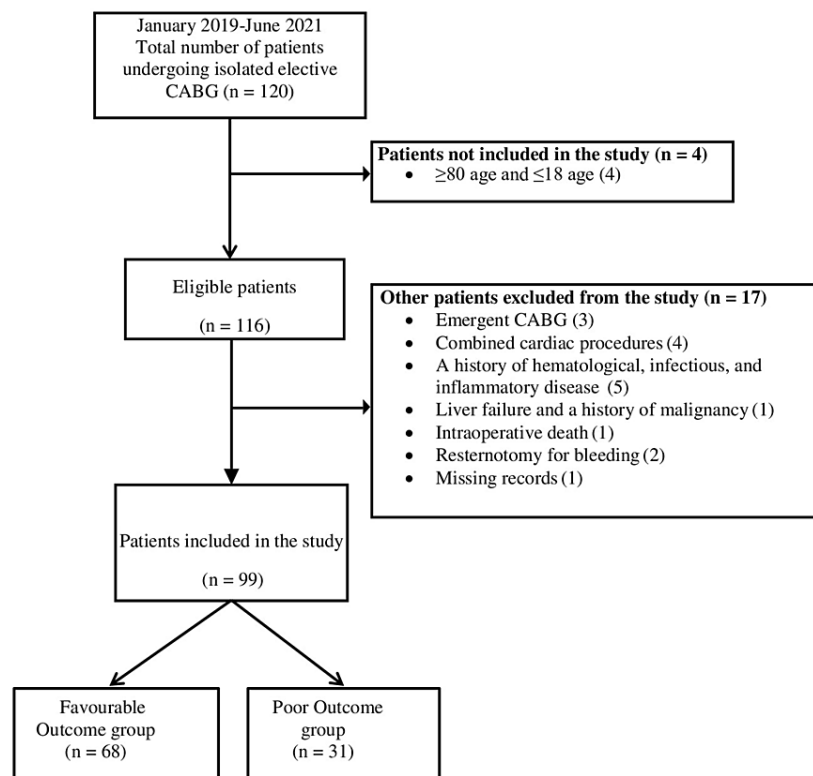 January 2019-June 2021
Total number of patients
undergoing isolated elective
CABG (n = 120)
Patients not included in the study (n = 4)
• ≥80 age and ≤18 age (4)
Eligible patients
(n = 116)
Other patients excluded from the study (n = 17)
• Emergent CABG (3)
• Combined cardiac procedures (4)
• A history of hematological, infectious, and
inflammatory disease (5)
• Liver failure and a history of malignancy (1)
• Intraoperative death (1)
• Resternotomy for bleeding (2)
• Missing records (1)
Patients included in the study
(n = 99)
Favourable
Outcome group
(n = 68)
Poor Outcome
group
(n = 31)